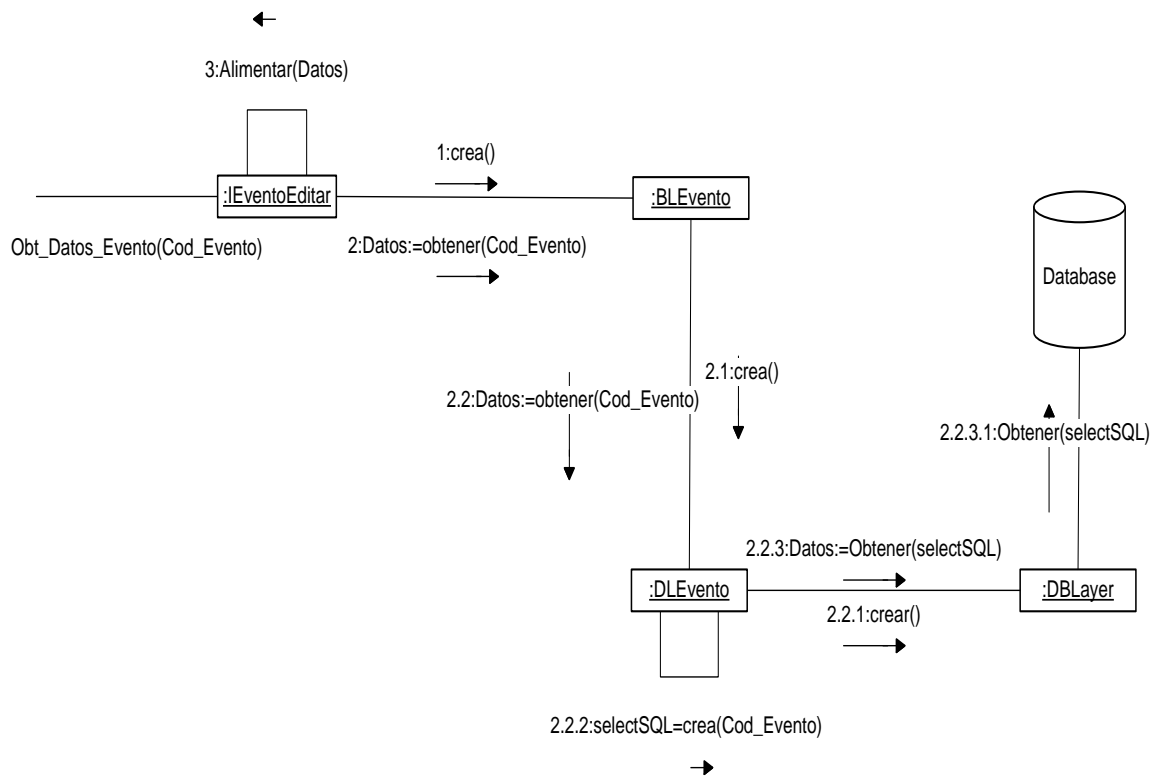 3:Alimentar(Datos)
1:crea()
:IEventoEditar
:BLEvento
Obt_Datos_Evento(Cod_Evento)
2:Datos:=obtener(Cod_Evento)
Database
2.1:crea()
2.2:Datos:=obtener(Cod_Evento)
2.2.3.1:Obtener(selectSQL)
2.2.3:Datos:=Obtener(selectSQL)
:DLEvento
:DBLayer
2.2.1:crear()
2.2.2:selectSQL=crea(Cod_Evento)